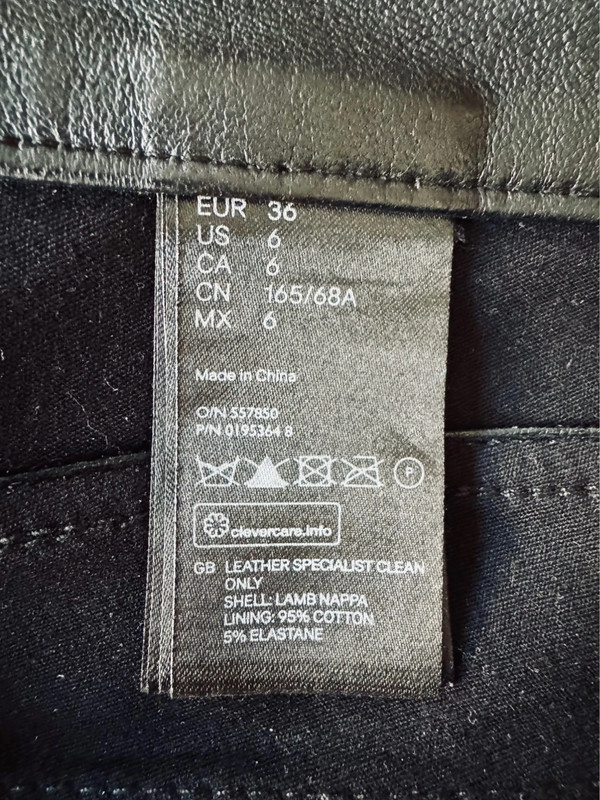 EUR 36
US 6
CA 6
CN 165/68A
MX 6
Made in China
O/N 557850
P/N 0195364 8
P
clevercare.info
GB LEATHER SPECIALIST CLEAN
ONLY
SHELL: LAMB NAPPA
LINING: 95% COTTON
5% ELASTANE